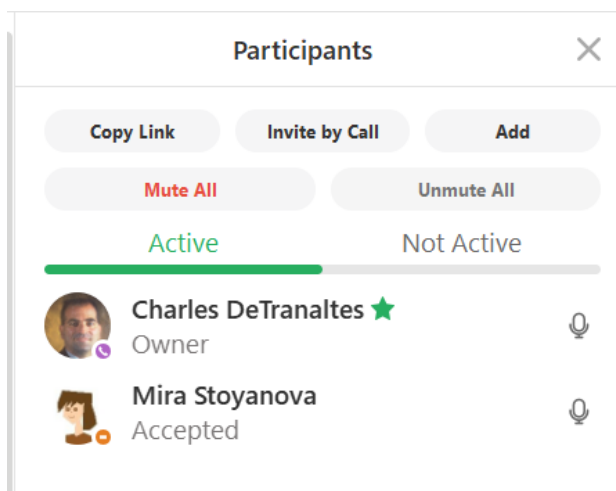 Participants
Copy Link Invite by Call Add
Mute All Unmute All
Active Not Active
Charles DeTranaltes
Owner
Mira Stoyanova
Accepted